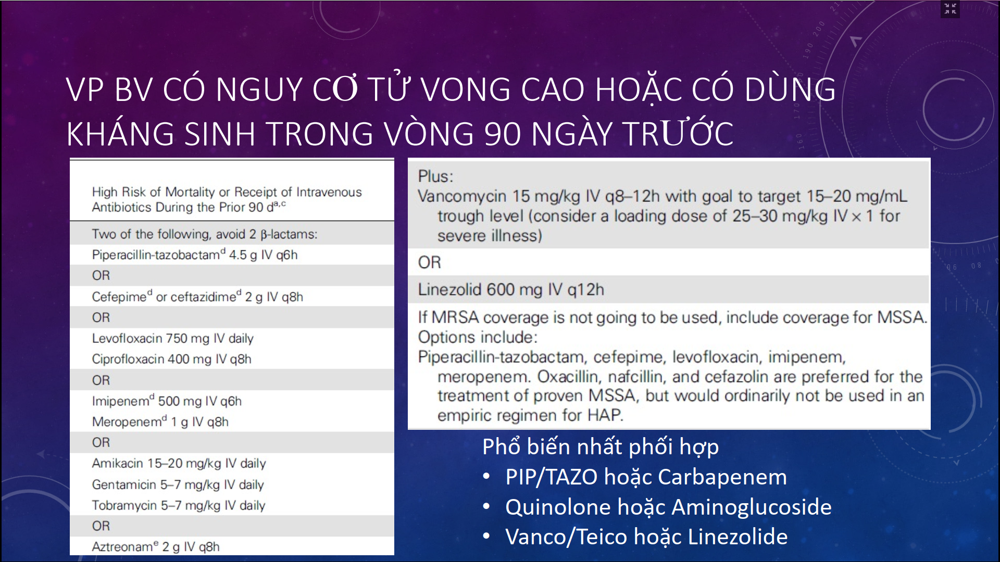 VP BV CÓ NGUY CƠ TỬ VONG CAO HOẶC CÓ DÙNG
KHÁNG SINH TRONG VÒNG 90 NGÀY TRƯỚC
High Risk of Mortality or Receipt of Intravenous
Antibiotics During the Prior 90 d^a,c
Two of the following, avoid 2 β-lactams:
Piperacillin-tazobactam^d 4.5 g IV q6h
OR
Cefepime^d or ceftazidime^d 2 g IV q8h
OR
Levofloxacin 750 mg IV daily
Ciprofloxacin 400 mg IV q8h
OR
Imipenem^d 500 mg IV q6h
Meropenem^d 1 g IV q8h
OR
Amikacin 15–20 mg/kg IV daily
Gentamicin 5–7 mg/kg IV daily
Tobramycin 5–7 mg/kg IV daily
OR
Aztreonam^e 2 g IV q8h
Plus:
Vancomycin 15 mg/kg IV q8–12h with goal to target 15–20 mg/mL
trough level (consider a loading dose of 25–30 mg/kg IV × 1 for
severe illness)
OR
Linezolid 600 mg IV q12h
If MRSA coverage is not going to be used, include coverage for MSSA.
Options include:
Piperacillin-tazobactam, cefepime, levofloxacin, imipenem,
meropenem. Oxacillin, nafcillin, and cefazolin are preferred for the
treatment of proven MSSA, but would ordinarily not be used in an
empiric regimen for HAP.
Phổ biến nhất phối hợp
• PIP/TAZO hoặc Carbapenem
• Quinolone hoặc Aminoglucoside
• Vanco/Teico hoặc Linezolide